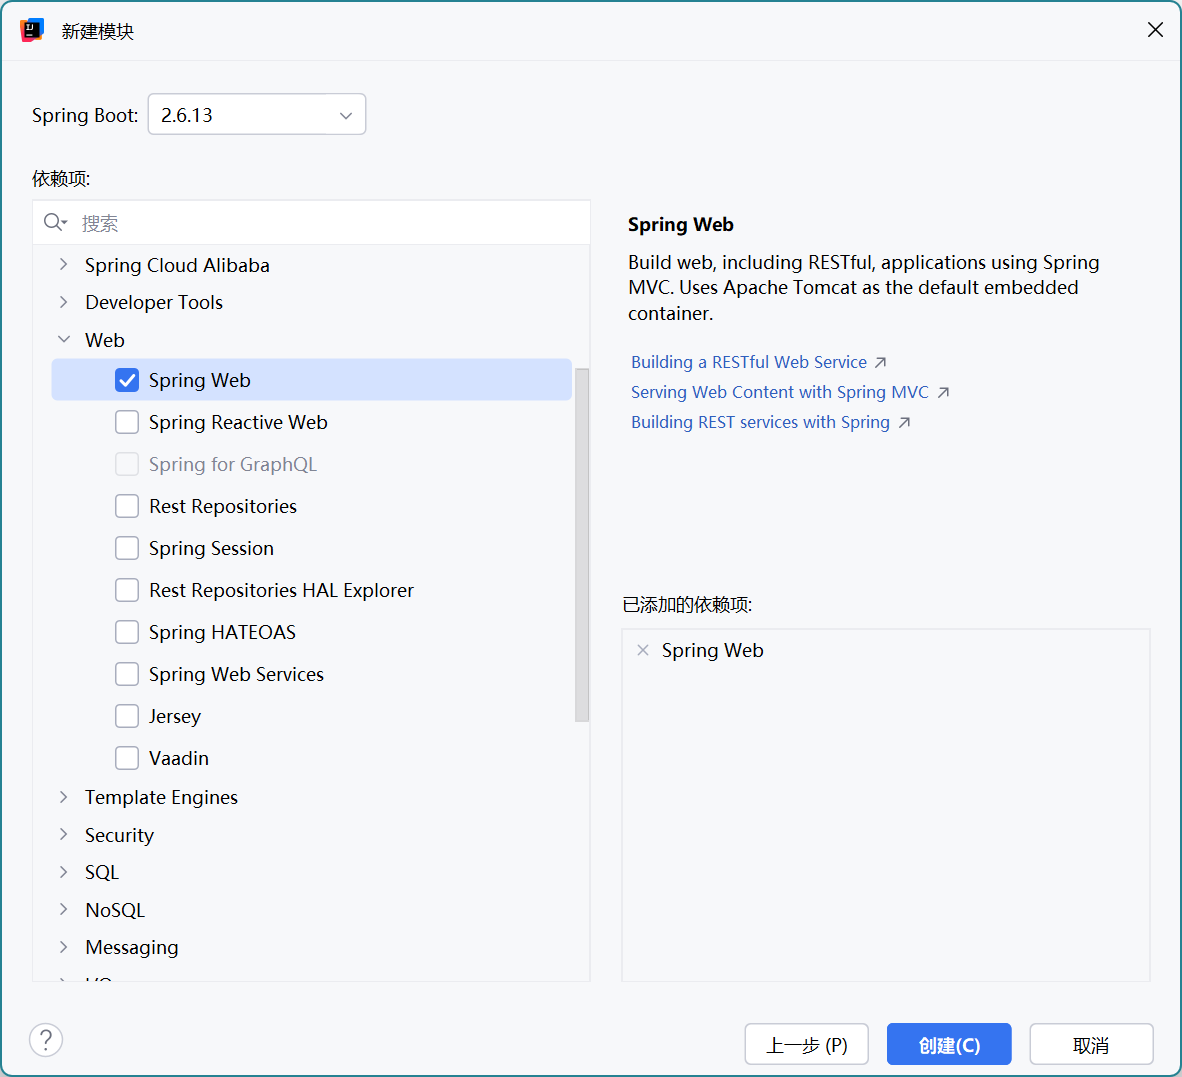 新建模块
Spring Boot: 2.6.13
依赖项:
搜索
Spring Cloud Alibaba
Developer Tools
Web
Spring Web
Spring Reactive Web
Spring for GraphQL
Rest Repositories
Spring Session
Rest Repositories HAL Explorer
Spring HATEOAS
Spring Web Services
Jersey
Vaadin
Template Engines
Security
SQL
NoSQL
Messaging
Spring Web
Build web, including RESTful, applications using Spring
MVC. Uses Apache Tomcat as the default embedded
container.
Building a RESTful Web Service
Serving Web Content with Spring MVC
Building REST services with Spring
已添加的依赖项:
Spring Web
?
上一步 (P)
创建(C)
取消